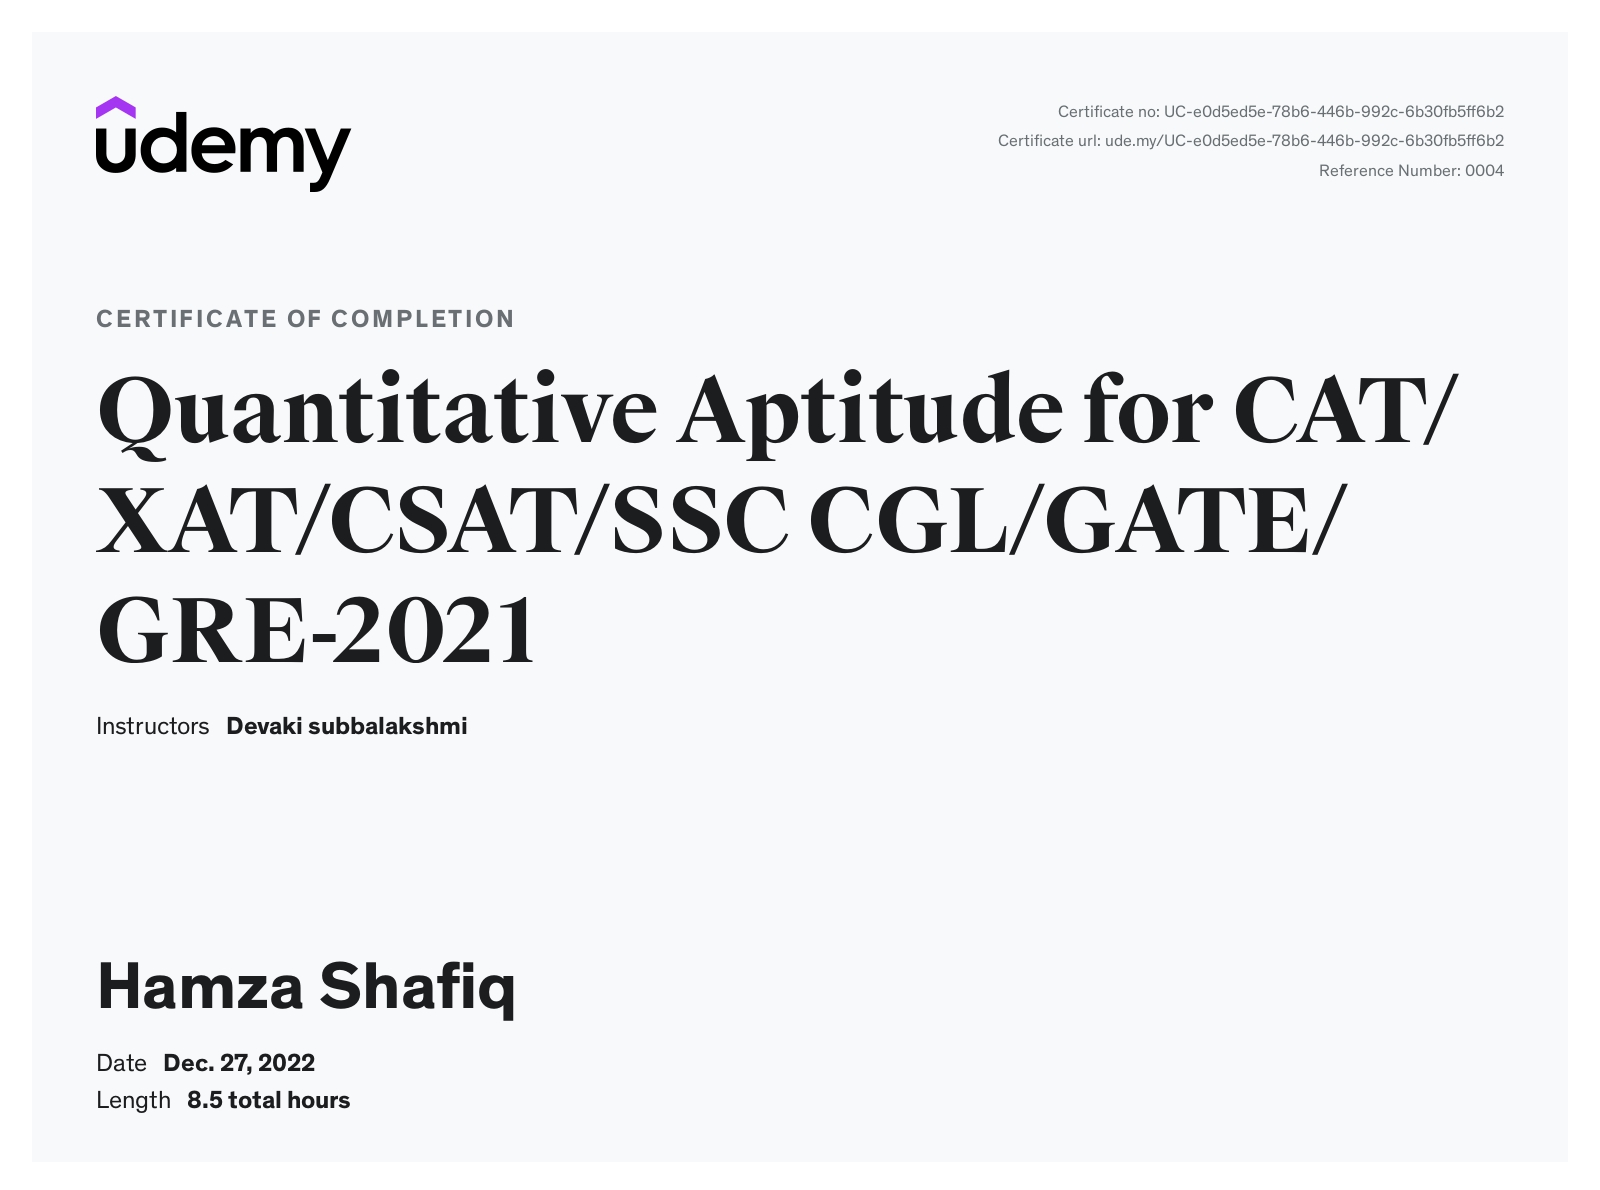 udemy
Certificate no: UC-e0d5ed5e-78b6-446b-992c-6b30fb5ff6b2
Certificate url: ude.my/UC-e0d5ed5e-78b6-446b-992c-6b30fb5ff6b2
Reference Number: 0004
CERTIFICATE OF COMPLETION
Quantitative Aptitude for CAT/
XAT/CSAT/SSC CGL/GATE/
GRE-2021
Instructors Devaki subbalakshmi
Hamza Shafiq
Date Dec. 27, 2022
Length 8.5 total hours